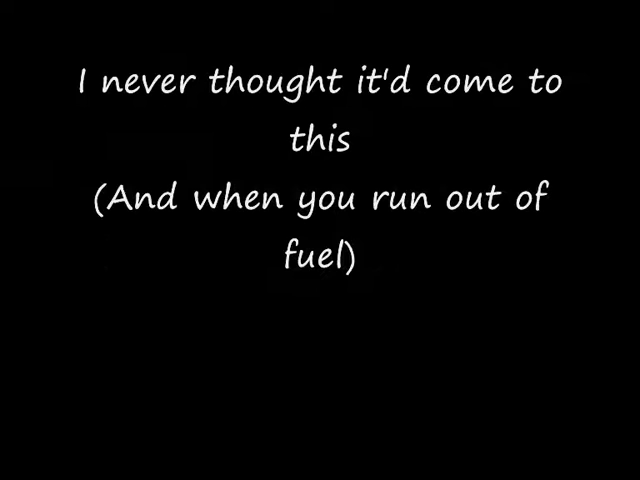 I never thought it'd come to
this
(And when you run out of
fuel)